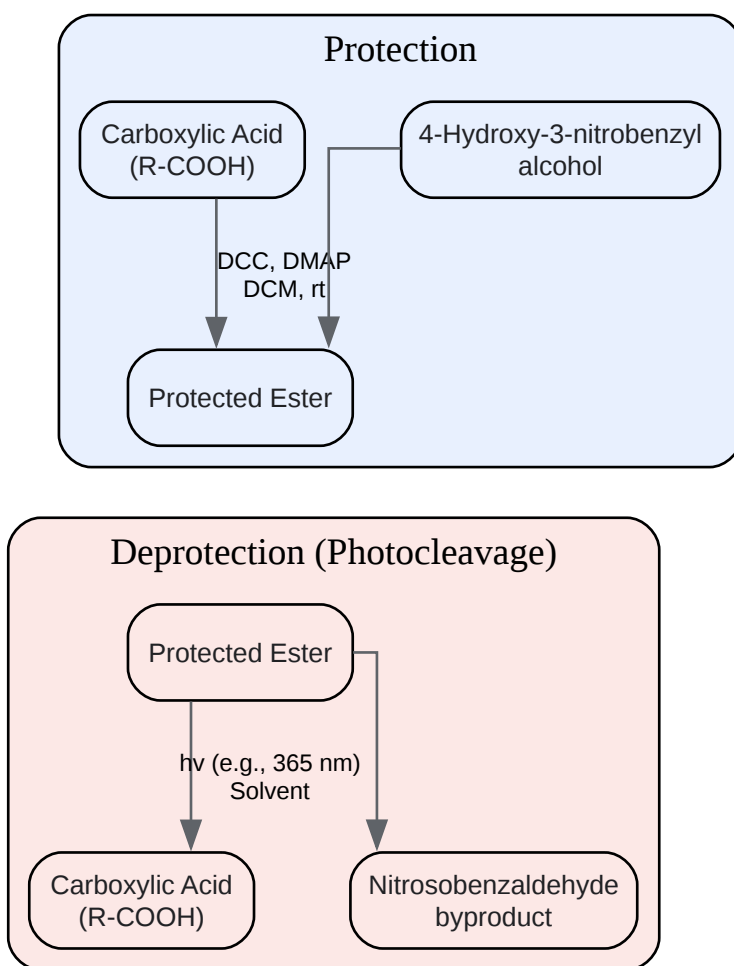 Protection
Carboxylic Acid
(R-COOH)
4-Hydroxy-3-nitrobenzyl
alcohol
DCC, DMAP
DCM, rt
Protected Ester
Deprotection (Photocleavage)
Protected Ester
hv (e.g., 365 nm)
Solvent
Carboxylic Acid
(R-COOH)
Nitrosobenzaldehyde
byproduct